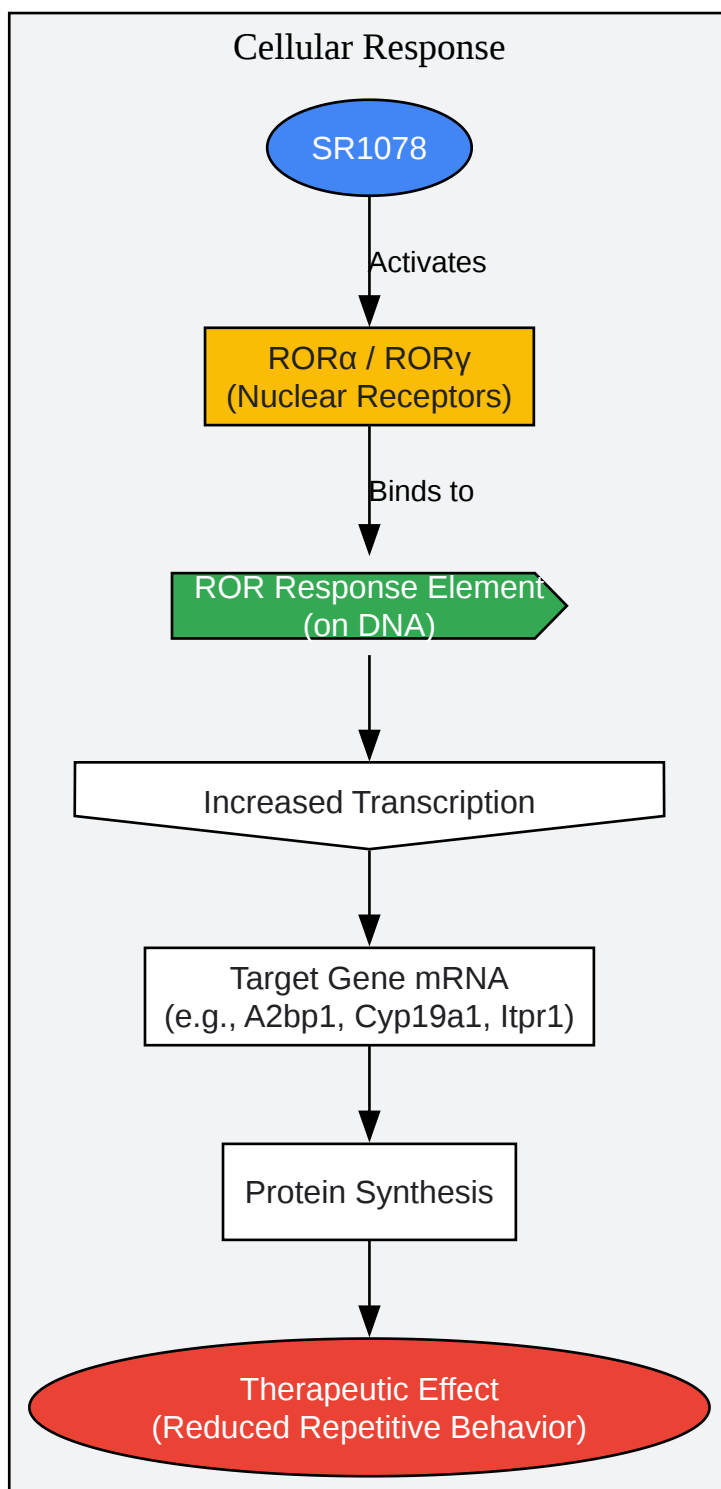 Cellular Response
SR1078
Activates
RORα / RORγ
(Nuclear Receptors)
Binds to
ROR Response Element
(on DNA)
Increased Transcription
Target Gene mRNA
(e.g., A2bp1, Cyp19a1, Itpr1)
Protein Synthesis
Therapeutic Effect
(Reduced Repetitive Behavior)